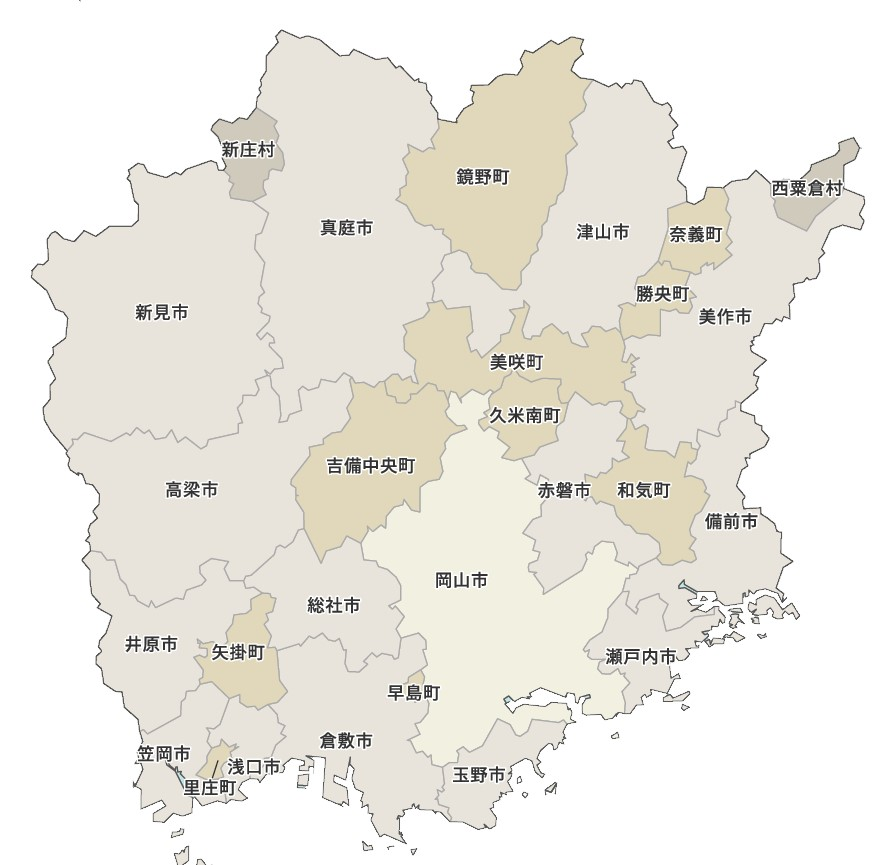 新庄村
鏡野町
西粟倉村
真庭市
津山市
奈義町
勝央町
新見市
美作市
美咲町
久米南町
吉備中央町
高梁市
赤磐市
和気町
備前市
岡山市
総社市
井原市
矢掛町
瀬戸内市
早島町
倉敷市
笠岡市
浅口市
玉野市
里庄町